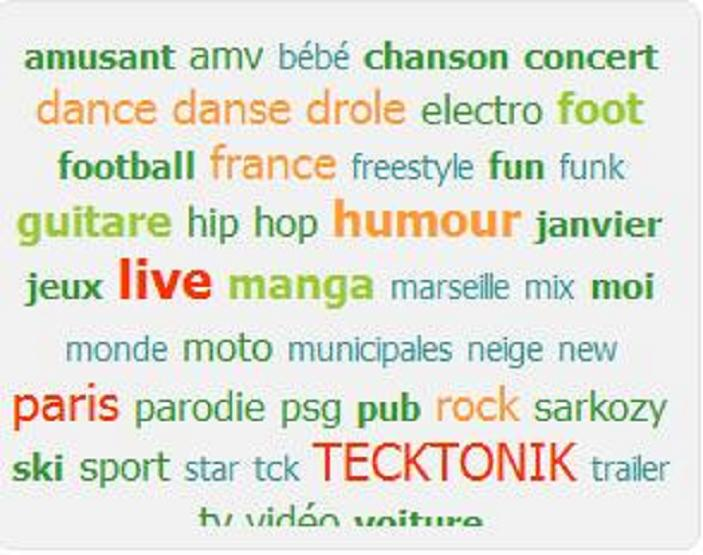 amusant amv bébé chanson concert
dance danse drole electro foot
football france freestyle fun funk
guitare hip hop humour janvier
jeux live manga marseille mix moi
monde moto municipales neige new
paris parodie psg pub rock sarkozy
ski sport star tck TECKTONIK trailer
tv vidéo voiture